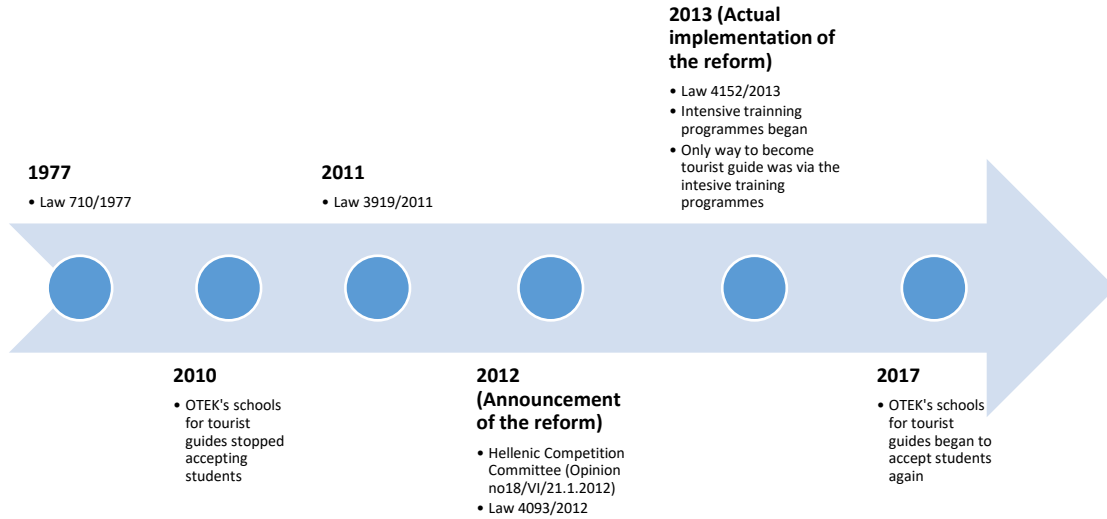 1977
• Law 710/1977
2010
• OTEK's schools
for tourist
guides stopped
accepting
students
2011
• Law 3919/2011
2012
(Announcement
of the reform)
• Hellenic Competition
Committee (Opinion
no18/VI/21.1.2012)
• Law 4093/2012
2013 (Actual
implementation of
the reform)
• Law 4152/2013
• Intensive trainning
programmes began
• Only way to become
tourist guide was via the
intesive training
programmes
2017
• OTEK's schools
for tourist
guides began to
accept students
again